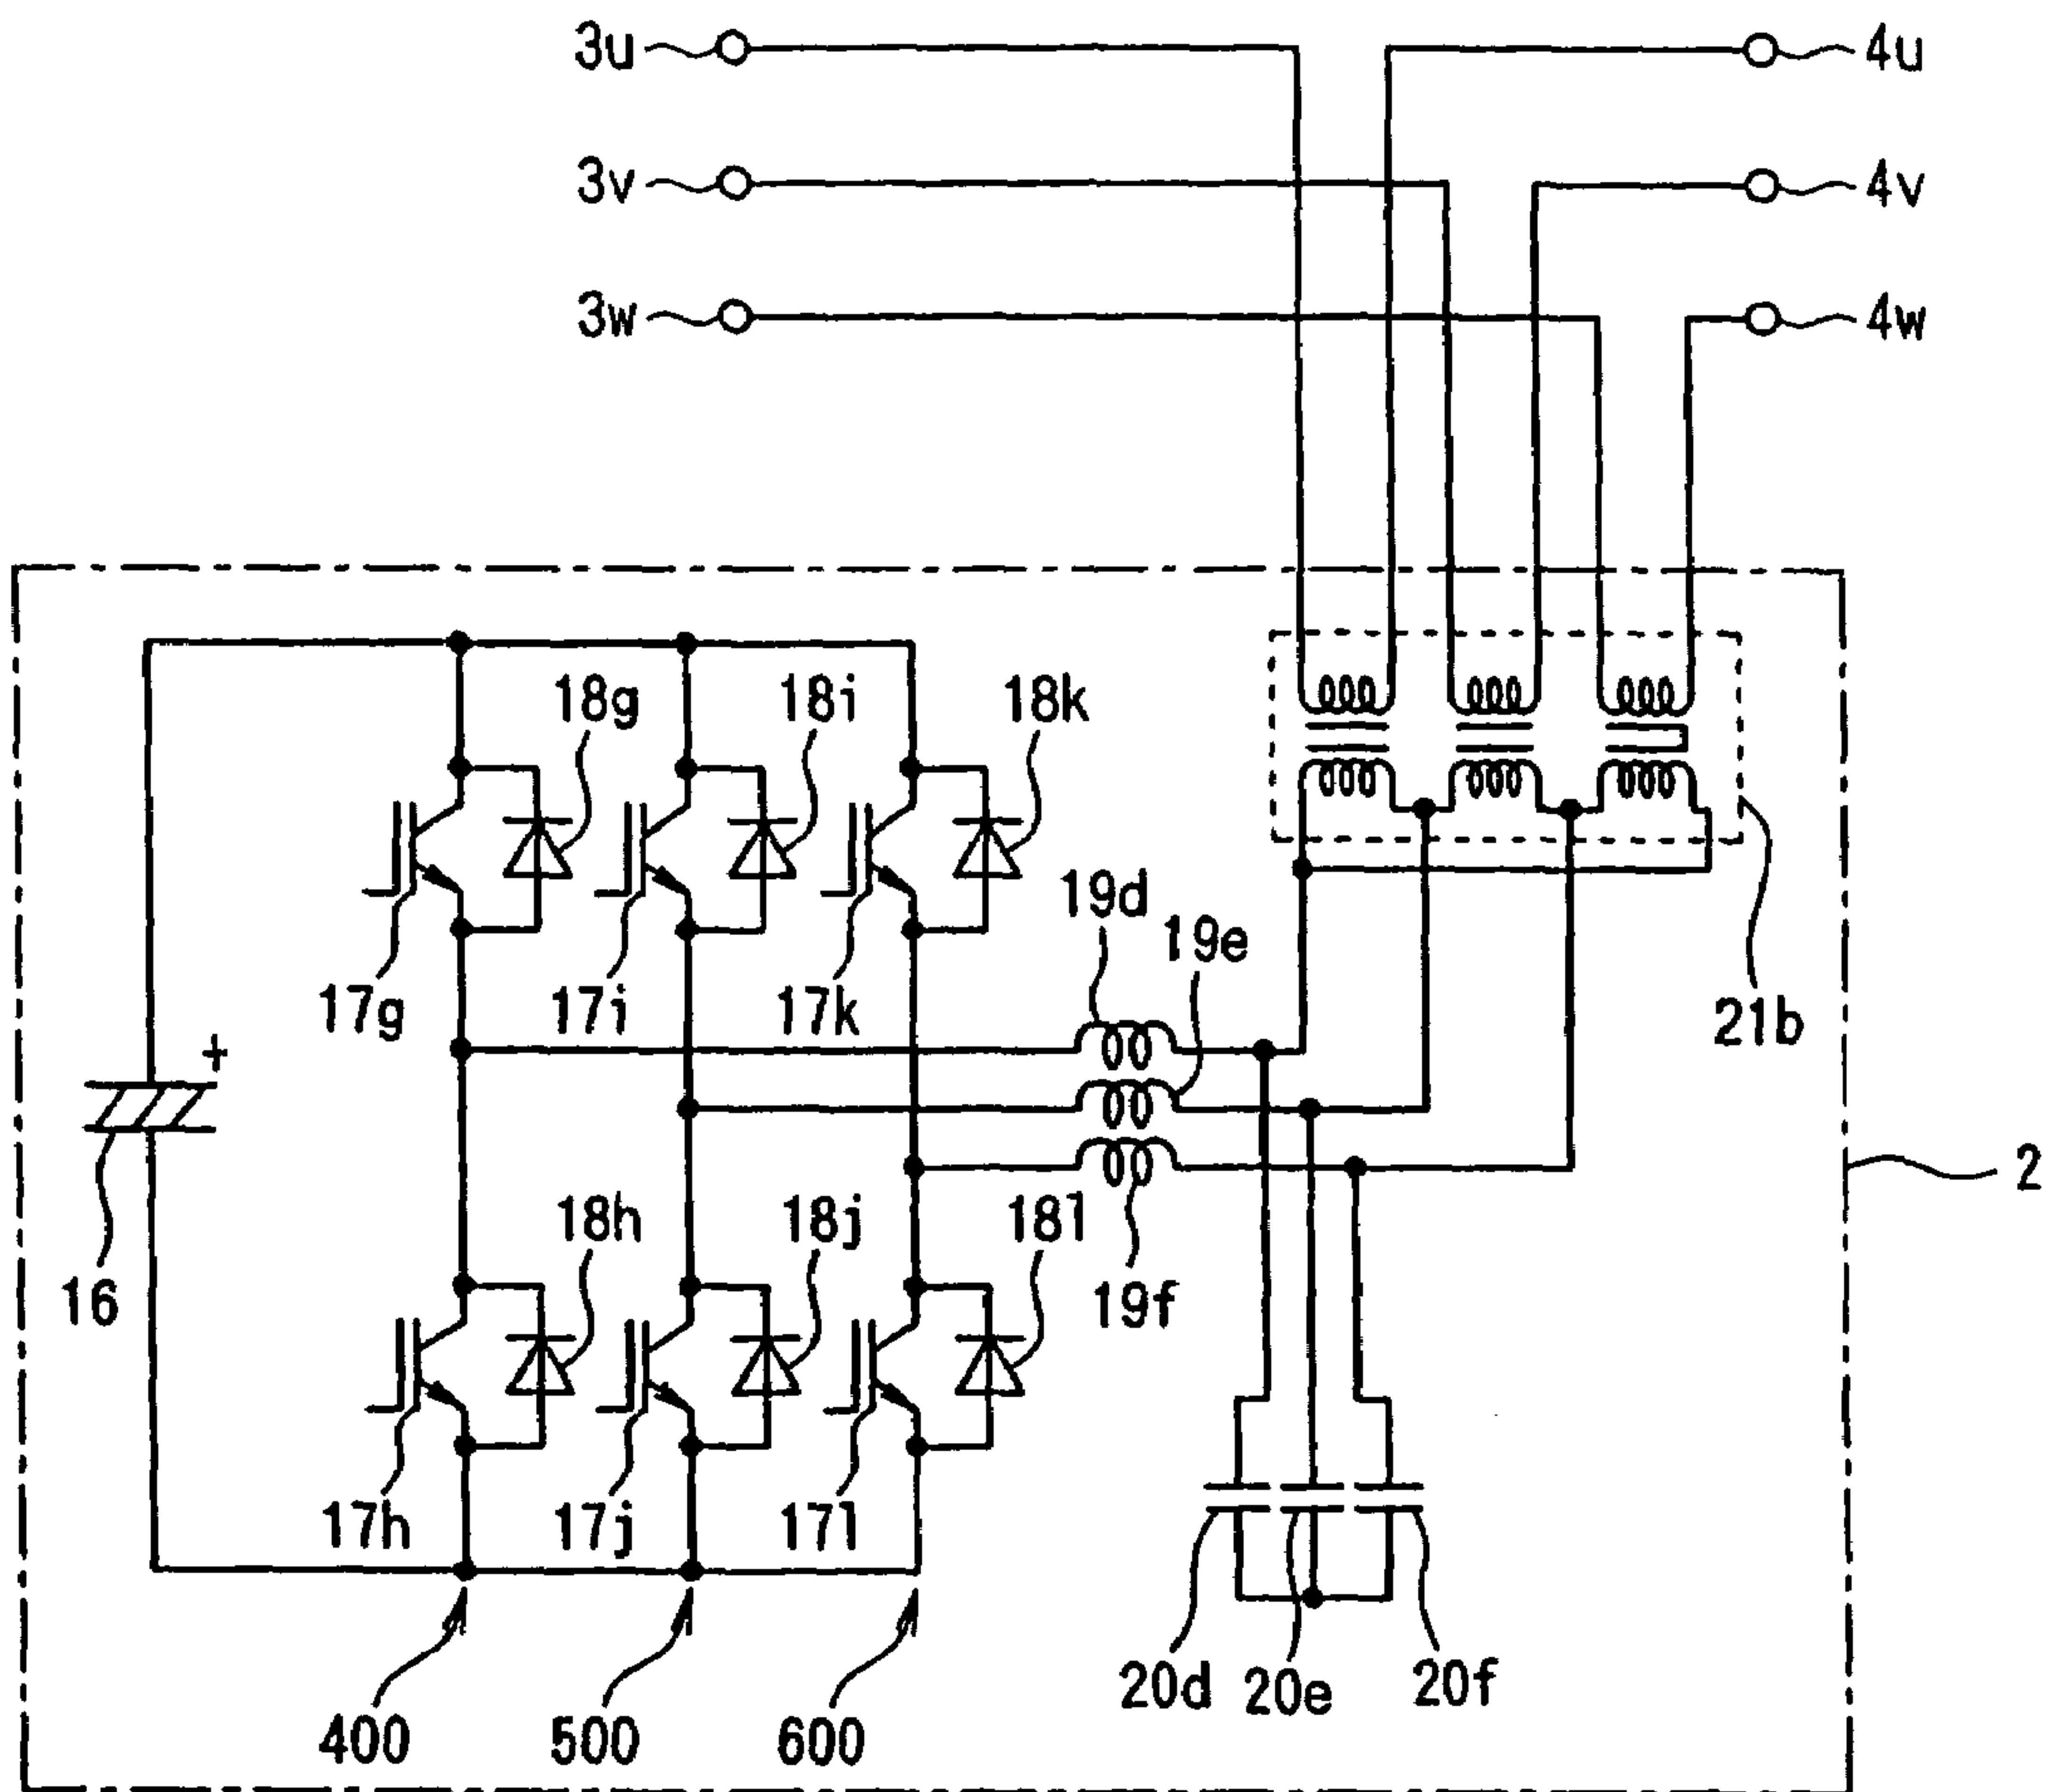 3u 4u
3v 4v
3w 4w
18g 18i 18k
19d
19e
17g 17i 17k 21b
+
2
18h 18j 18l
16 19f
17h 17j 17l
20d 20e 20f
400 500 600